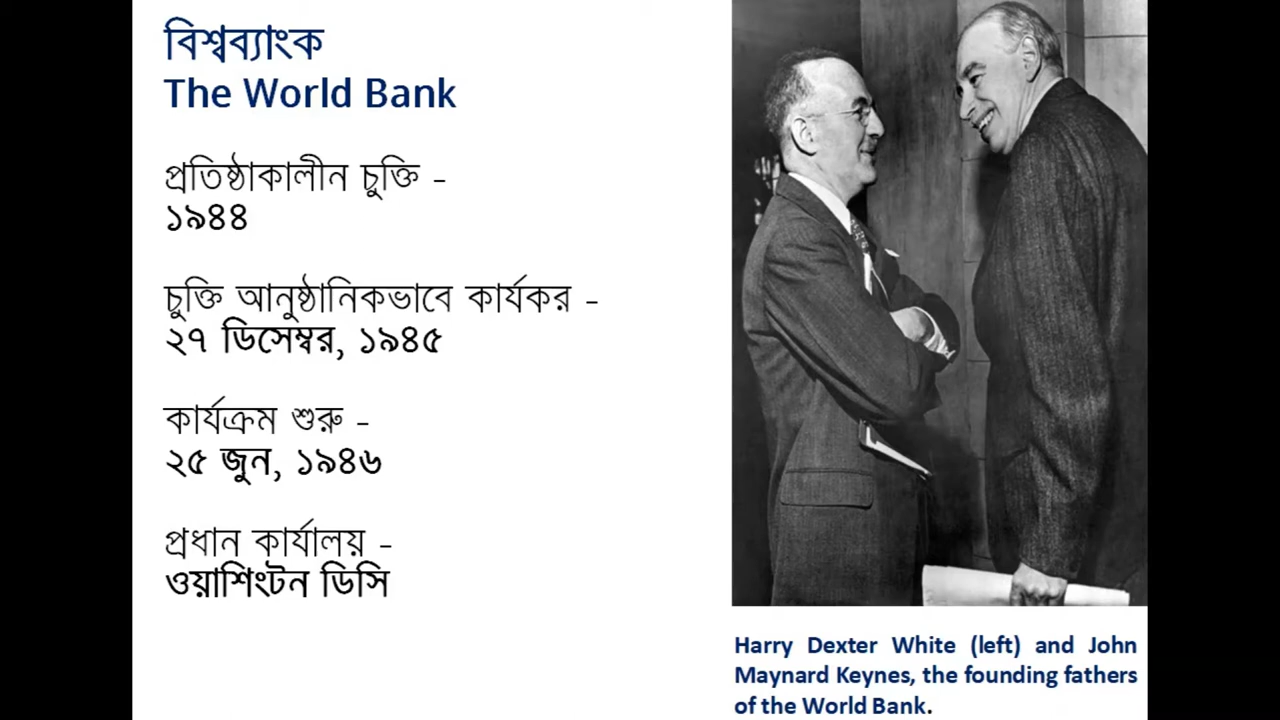 বিশ্বব্যাংক
The World Bank
প্রতিষ্ঠাকালীন চুক্তি -
১৯৪৪
চুক্তি আনুষ্ঠানিকভাবে কার্যকর -
২৭ ডিসেম্বর, ১৯৪৫
কার্যক্রম শুরু -
২৫ জুন, ১৯৪৬
প্রধান কার্যালয় -
ওয়াশিংটন ডিসি
Harry Dexter White (left) and John
Maynard Keynes, the founding fathers
of the World Bank.